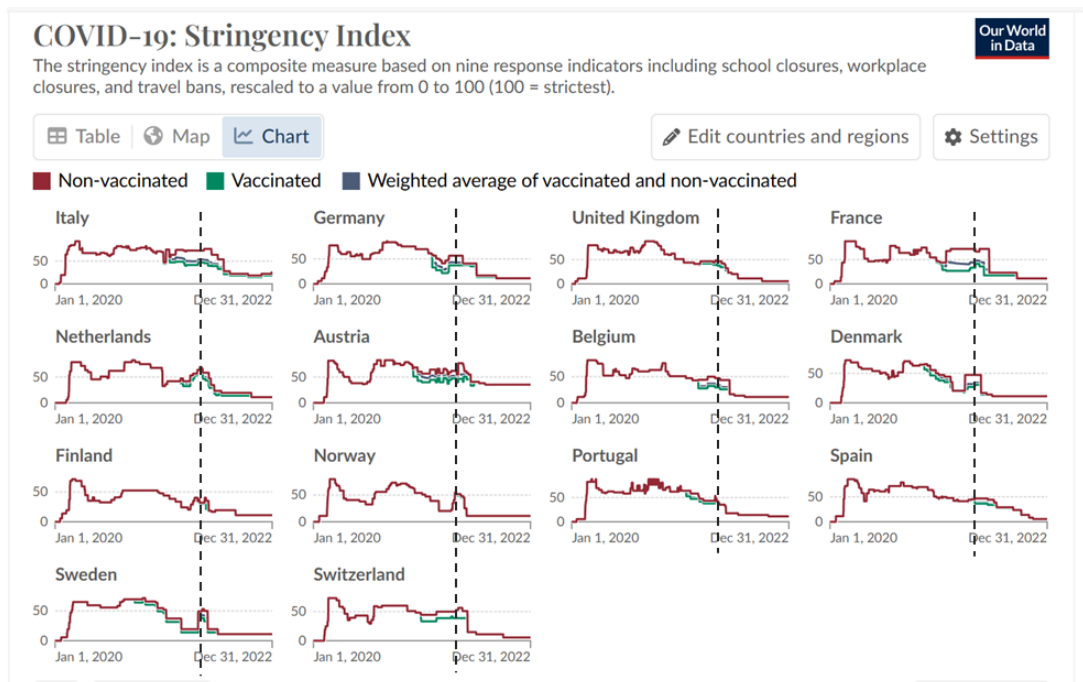 COVID-19: Stringency Index
Our World
in Data
The stringency index is a composite measure based on nine response indicators including school closures, workplace
closures, and travel bans, rescaled to a value from 0 to 100 (100 = strictest).
Table Map Chart Edit countries and regions Settings
Non-vaccinated Vaccinated Weighted average of vaccinated and non-vaccinated
Italy Germany United Kingdom France
50 50 50 50
0 0 0 0
Jan 1, 2020 Dec 31, 2022 Jan 1, 2020 Dec 31, 2022 Jan 1, 2020 Dec 31, 2022 Jan 1, 2020 Dec 31, 2022
Netherlands Austria Belgium Denmark
50 50 50 50
0 0 0 0
Jan 1, 2020 Dec 31, 2022 Jan 1, 2020 Dec 31, 2022 Jan 1, 2020 Dec 31, 2022 Jan 1, 2020 Dec 31, 2022
Finland Norway Portugal Spain
50 50 50 50
0 0 0 0
Jan 1, 2020 Dec 31, 2022 Jan 1, 2020 Dec 31, 2022 Jan 1, 2020 Dec 31, 2022 Jan 1, 2020 Dec 31, 2022
Sweden Switzerland
50 50
0 0
Jan 1, 2020 Dec 31, 2022 Jan 1, 2020 Dec 31, 2022